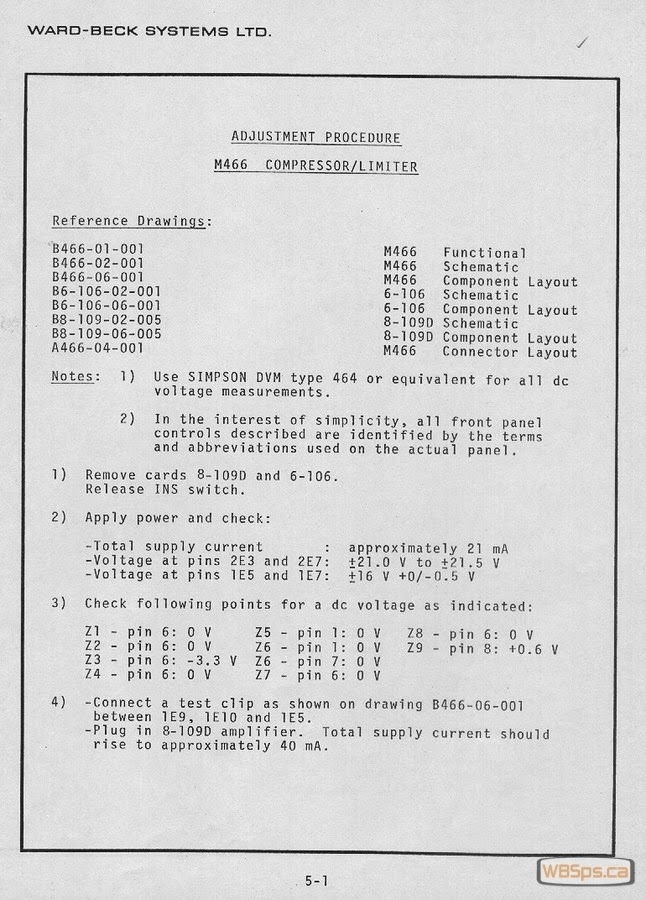 WARD-BECK SYSTEMS LTD.
ADJUSTMENT PROCEDURE
M466 COMPRESSOR/LIMITER
Reference Drawings:
B466-01-001 M466 Functional
B466-02-001 M466 Schematic
B466-06-001 M466 Component Layout
B6-106-02-001 6-106 Schematic
B6-106-06-001 6-106 Component Layout
B8-109-02-005 8-109D Schematic
B8-109-06-005 8-109D Component Layout
A466-04-001 M466 Connector Layout
Notes: 1) Use SIMPSON DVM type 464 or equivalent for all dc
voltage measurements.
2) In the interest of simplicity, all front panel
controls described are identified by the terms
and abbreviations used on the actual panel.
1) Remove cards 8-109D and 6-106.
Release INS switch.
2) Apply power and check:
-Total supply current : approximately 21 mA
-Voltage at pins 2E3 and 2E7: ±21.0 V to ±21.5 V
-Voltage at pins 1E5 and 1E7: ±16 V +0/-0.5 V
3) Check following points for a dc voltage as indicated:
Z1 - pin 6: 0 V Z5 - pin 1: 0 V Z8 - pin 6: 0 V
Z2 - pin 6: 0 V Z6 - pin 1: 0 V Z9 - pin 8: +0.6 V
Z3 - pin 6: -3.3 V Z6 - pin 7: 0 V
Z4 - pin 6: 0 V Z7 - pin 6: 0 V
4) -Connect a test clip as shown on drawing B466-06-001
between 1E9, 1E10 and 1E5.
-Plug in 8-109D amplifier. Total supply current should
rise to approximately 40 mA.
WBSps.ca
5-1